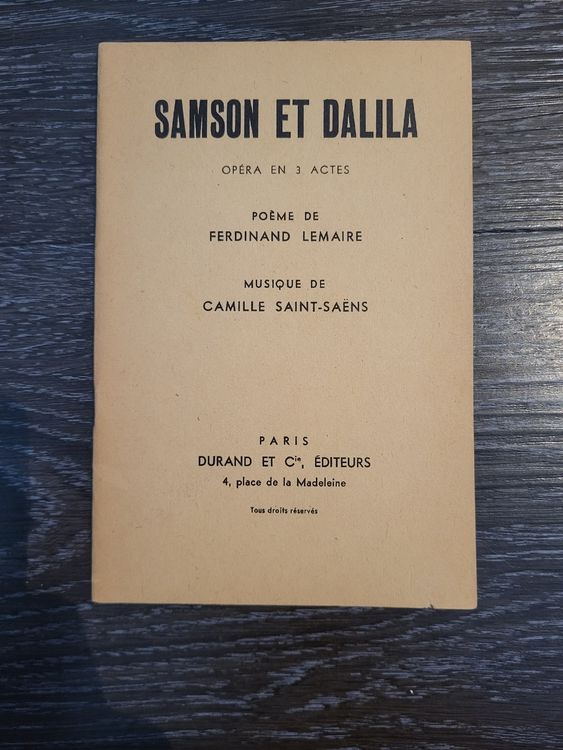 SAMSON ET DALILA
OPÉRA EN 3 ACTES
POÈME DE
FERDINAND LEMAIRE
MUSIQUE DE
CAMILLE SAINT-SAËNS
PARIS
DURAND ET Cie, ÉDITEURS
4, place de la Madeleine
Tous droits réservés